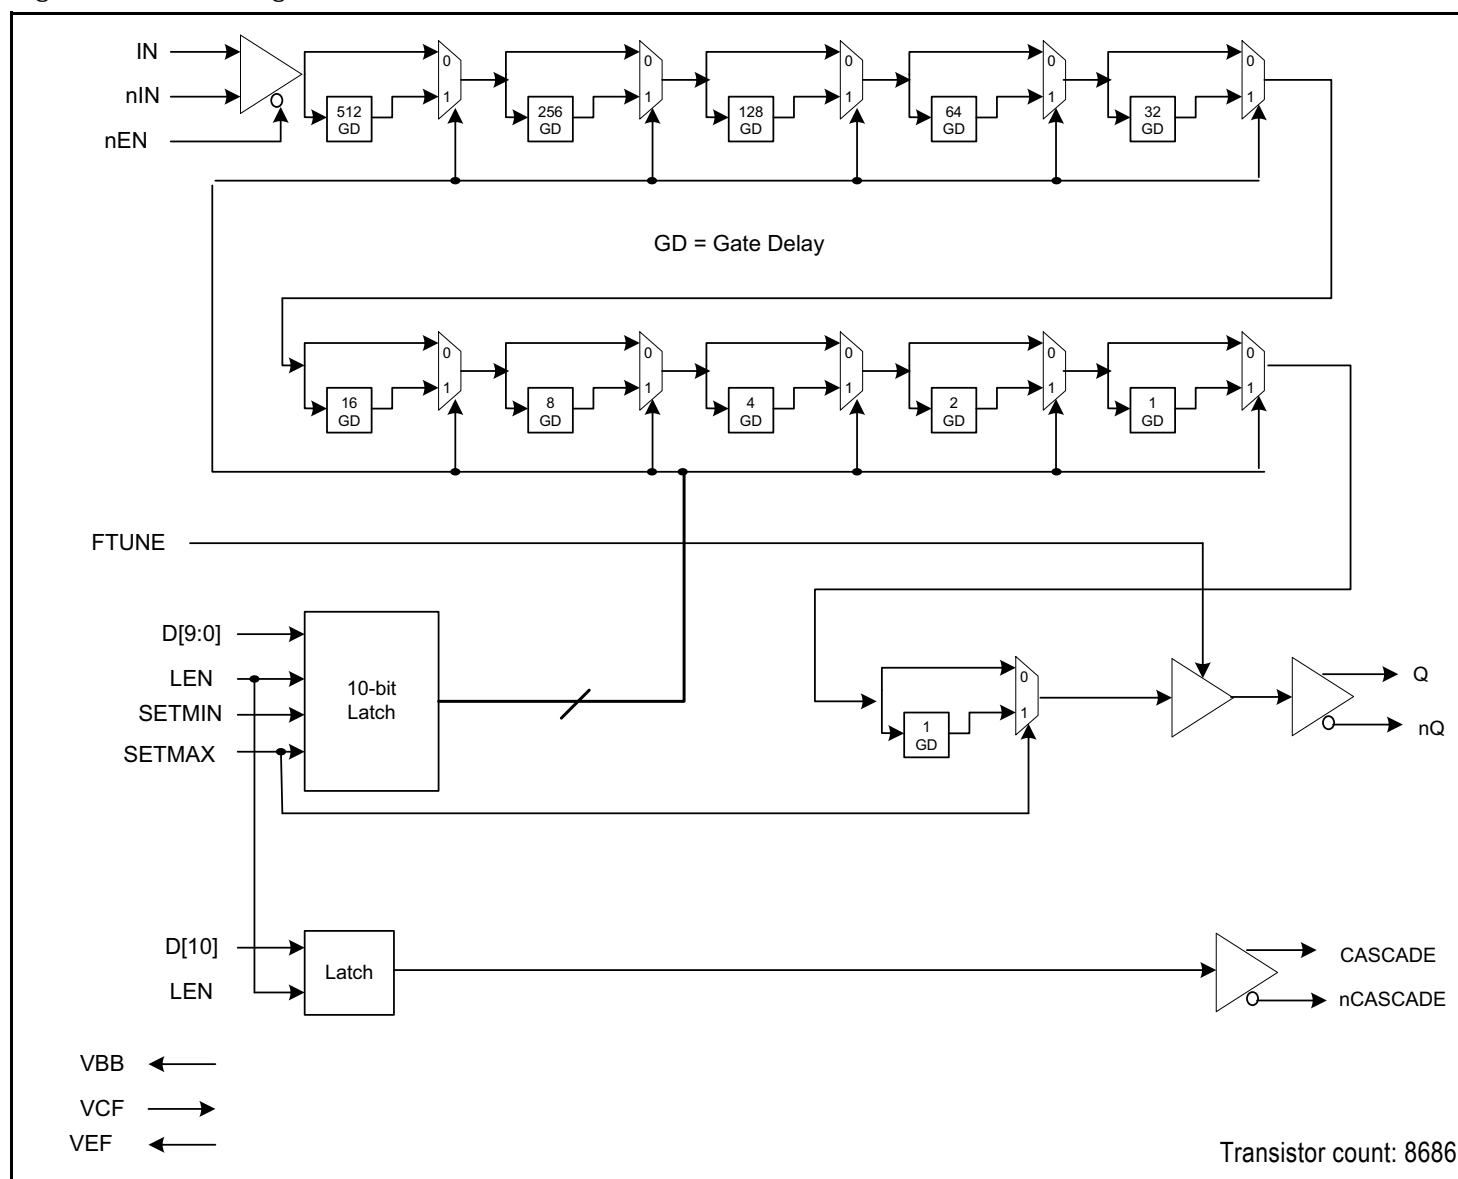 IN
nIN
nEN
0
1
512
GD
0
1
256
GD
0
1
128
GD
0
1
64
GD
0
1
32
GD
GD = Gate Delay
0
1
16
GD
0
1
8
GD
0
1
4
GD
0
1
2
GD
0
1
1
GD
FTUNE
D[9:0]
LEN
SETMIN
SETMAX
10-bit
Latch
0
1
1
GD
Q
nQ
D[10]
LEN
Latch
CASCADE
nCASCADE
VBB
VCF
VEF
Transistor count: 8686